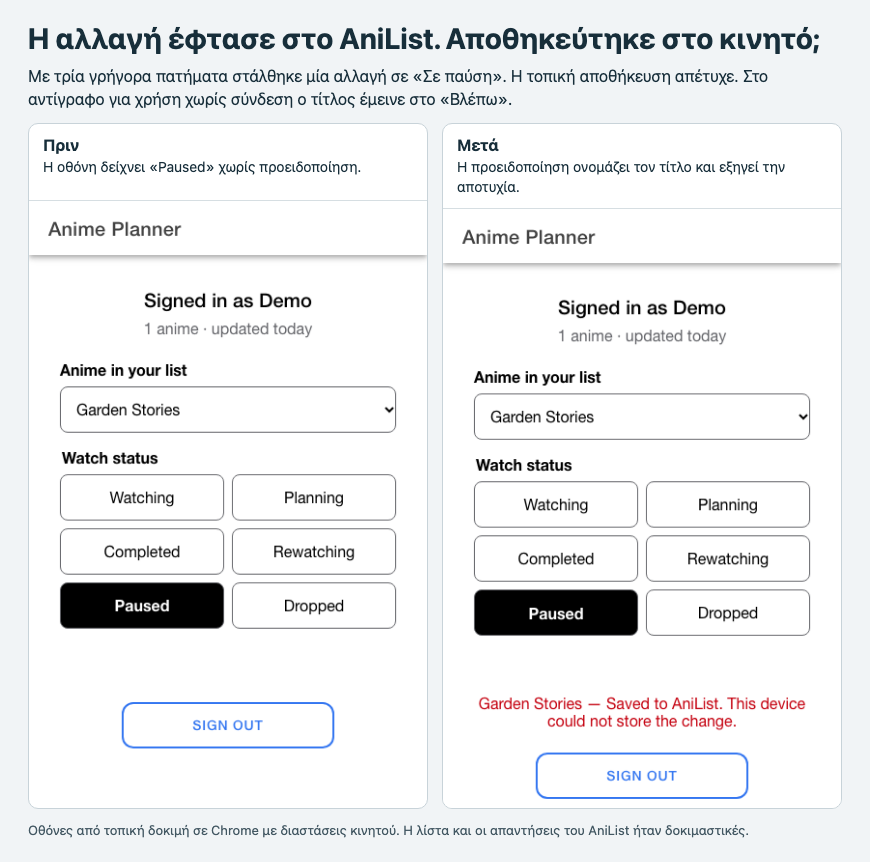 Η αλλαγή έφτασε στο AniList. Αποθηκεύτηκε στο κινητό;
Με τρία γρήγορα πατήματα στάλθηκε μία αλλαγή σε «Σε παύση». Η τοπική αποθήκευση απέτυχε. Στο
αντίγραφο για χρήση χωρίς σύνδεση ο τίτλος έμεινε στο «Βλέπω».
Πριν
Η οθόνη δείχνει «Paused» χωρίς προειδοποίηση.
Anime Planner
Signed in as Demo
1 anime · updated today
Anime in your list
Garden Stories
Watch status
Watching
Planning
Completed
Rewatching
Paused
Dropped
SIGN OUT
Μετά
Η προειδοποίηση ονομάζει τον τίτλο και εξηγεί την
αποτυχία.
Anime Planner
Signed in as Demo
1 anime · updated today
Anime in your list
Garden Stories
Watch status
Watching
Planning
Completed
Rewatching
Paused
Dropped
Garden Stories — Saved to AniList. This device
could not store the change.
SIGN OUT
Οθόνες από τοπική δοκιμή σε Chrome με διαστάσεις κινητού. Η λίστα και οι απαντήσεις του AniList ήταν δοκιμαστικές.